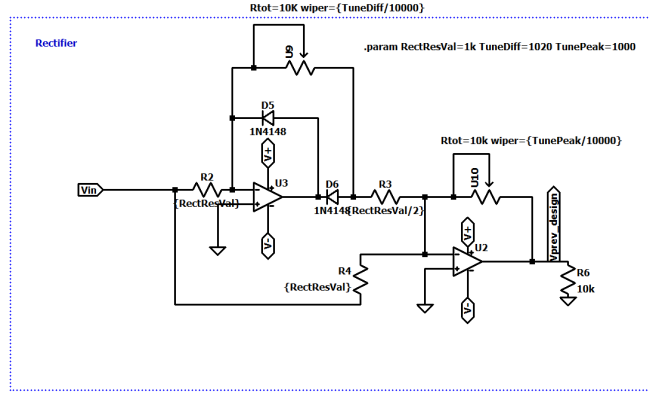 Rtot=10K wiper={TuneDiff/10000}
Rectifier
.param RectResVal=1k TuneDiff=1020 TunePeak=1000
U9
D5
1N4148
Rtot=10k wiper={TunePeak/10000}
V+
U10
R2
U3
D6
R3
Vin
{RectResVal}
1N4148
{RectResVal/2}
V-
V+
Vprev_design
U2
R4
{RectResVal}
R6
10k
V-